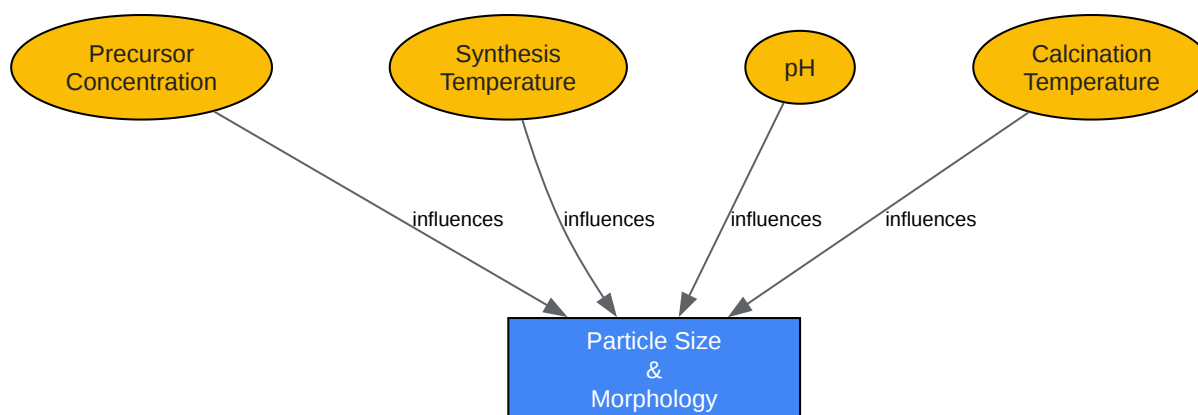 Precursor
Concentration
Synthesis
Temperature
pH
Calcination
Temperature
influences
influences
influences
influences
Particle Size
&
Morphology